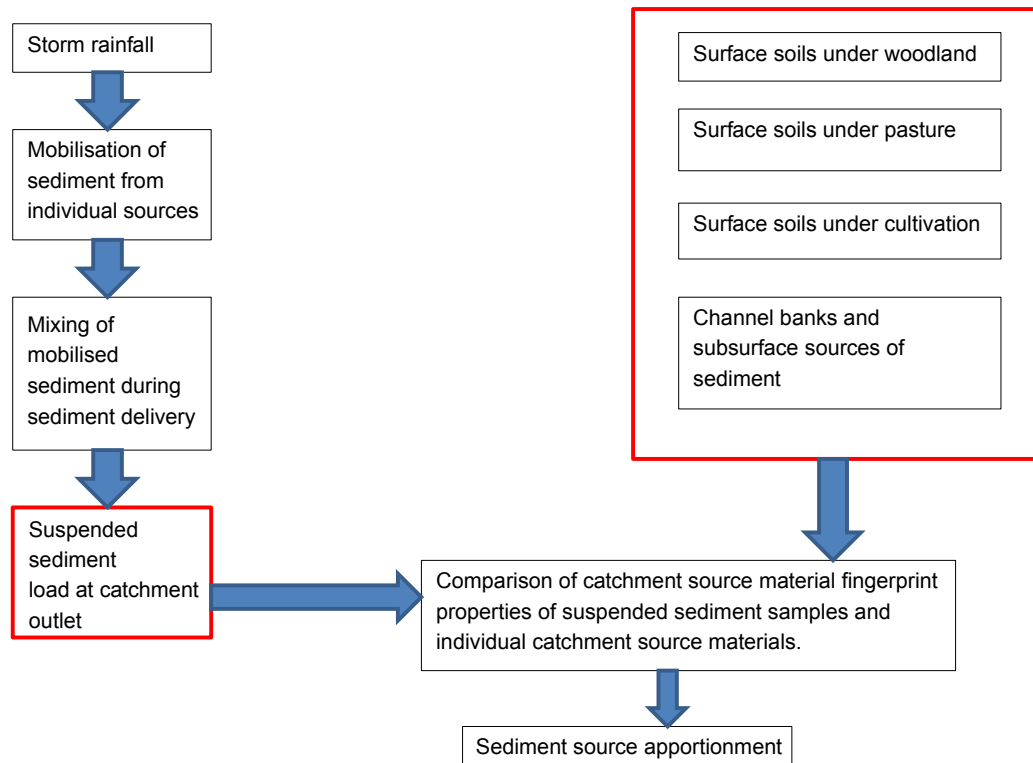 Storm rainfall
Mobilisation of
sediment from
individual sources
Mixing of
mobilised
sediment during
sediment delivery
Suspended
sediment
load at catchment
outlet
Surface soils under woodland
Surface soils under pasture
Surface soils under cultivation
Channel banks and
subsurface sources of
sediment
Comparison of catchment source material fingerprint
properties of suspended sediment samples and
individual catchment source materials.
Sediment source apportionment